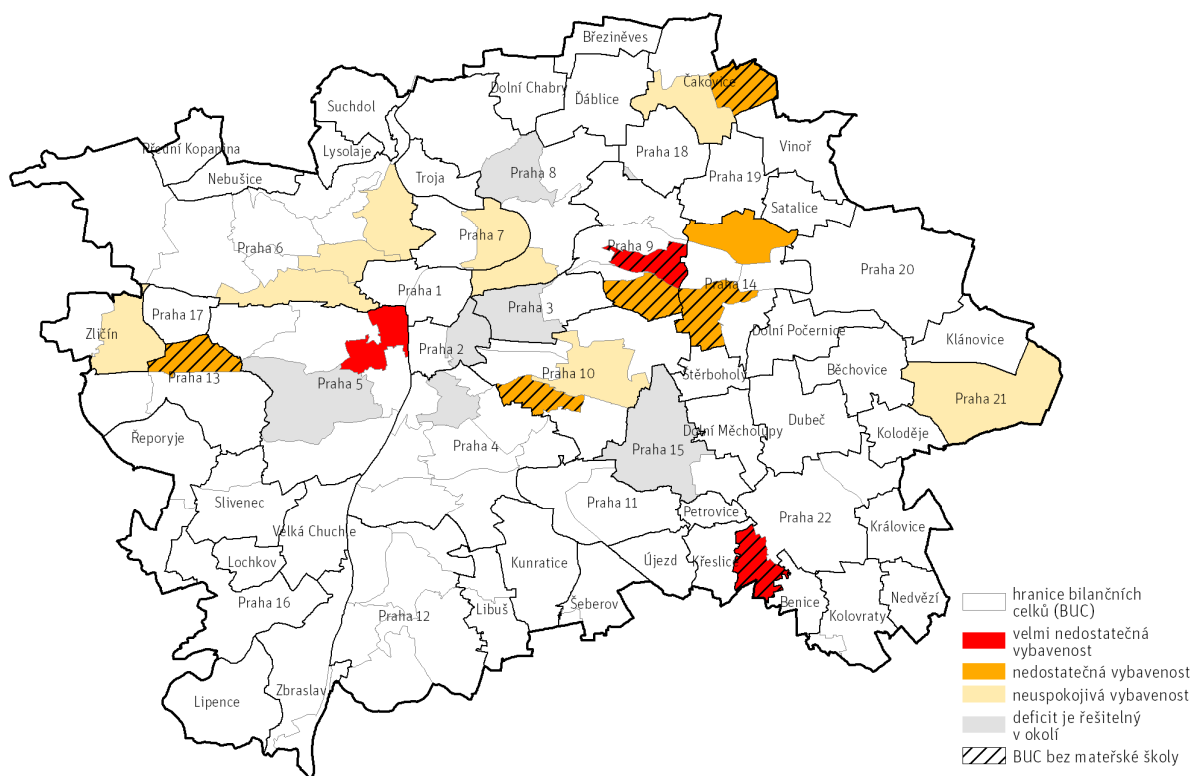 Březiněves
Čakovice
Dolní Chabry
Ďáblice
Suchdol
Přední Kopanina
Lysolaje
Vinoř
Praha 18
Praha 8
Troja
Praha 19
Nebušice
Satalice
Praha 7
Praha 6
Praha 9
Praha 20
Praha 14
Praha 1
Praha 3
Praha 17
Zličín
Dolní Počernice
Klánovice
Praha 2
Štěrboholy
Běchovice
Praha 10
Praha 13
Praha 5
Praha 21
Dubeč
Dolní Měcholupy
Koloděje
Řeporyje
Praha 4
Praha 15
Praha 11
Slivenec
Petrovice
Praha 22
Královice
Velká Chuchle
Lochkov
Kunratice
Újezd
Křeslice
Nedvězí
Praha 16
Šeberov
Benice
Libuš
Praha 12
Kolovraty
Zbraslav
Lipence
hranice bilančních
celků (BUC)
velmi nedostatečná
vybavenost
nedostatečná vybavenost
neuspokojivá vybavenost
deficit je řešitelný
v okolí
BUC bez mateřské školy